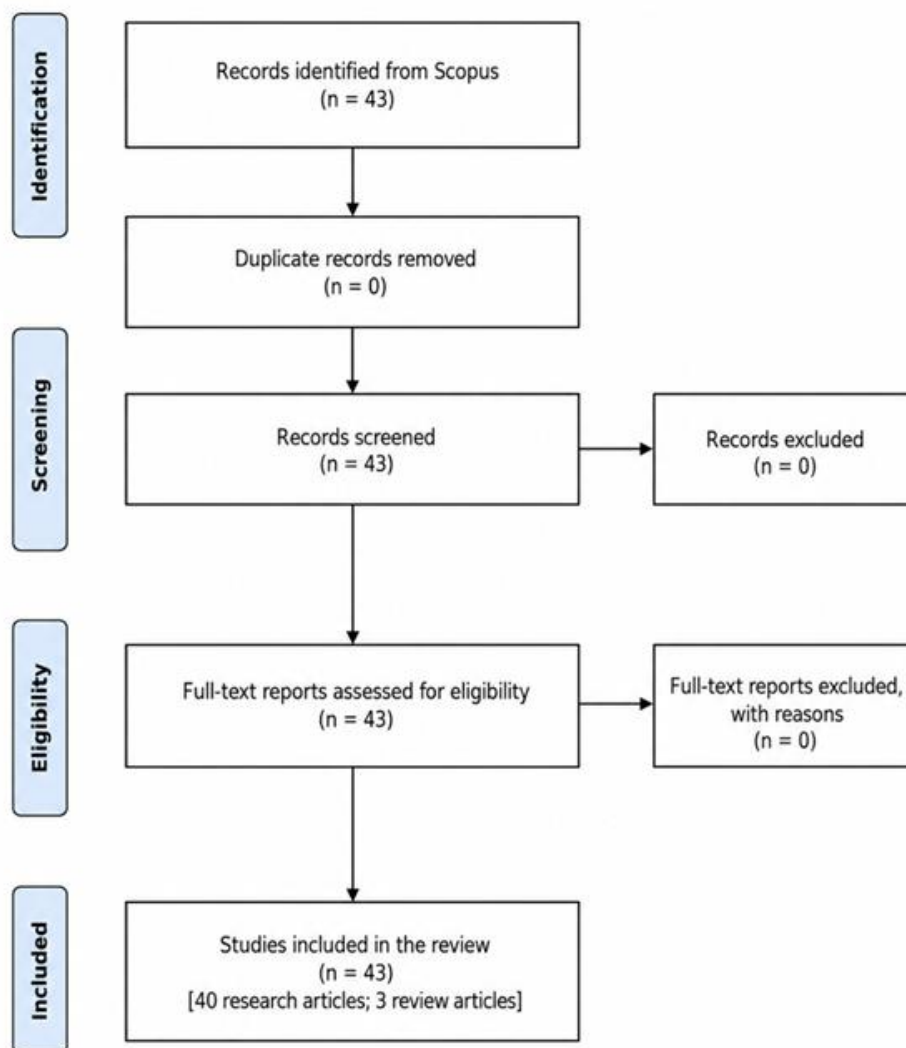 Identification
Records identified from Scopus
(n = 43)
Duplicate records removed
(n = 0)
Screening
Records screened
(n = 43)
Records excluded
(n = 0)
Eligibility
Full-text reports assessed for eligibility
(n = 43)
Full-text reports excluded,
with reasons
(n = 0)
Included
Studies included in the review
(n = 43)
[40 research articles; 3 review articles]